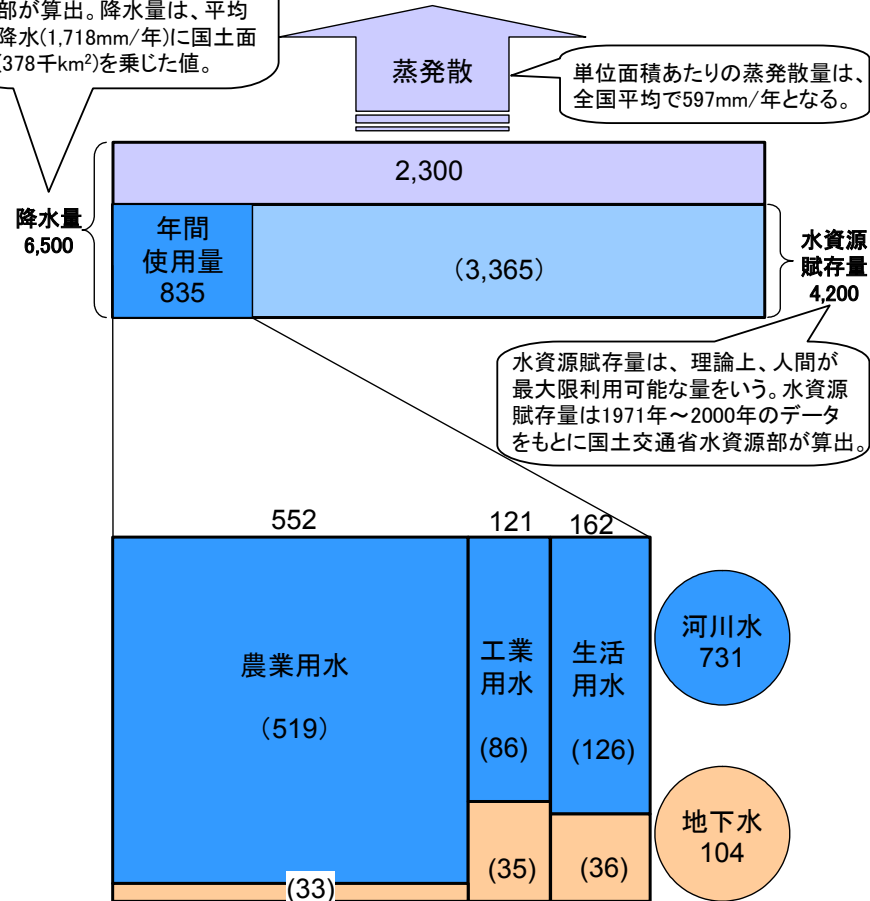 部が算出。降水量は、平均
降水(1,718mm/年)に国土面
(378千km²)を乗じた値。
蒸発散
単位面積あたりの蒸発散量は、
全国平均で597mm/年となる。
2,300
降水量
6,500
年間
使用量
835
(3,365)
水資源
賦存量
4,200
水資源賦存量は、理論上、人間が
最大限利用可能な量をいう。水資源
賦存量は1971年～2000年のデータ
をもとに国土交通省水資源部が算出。
552
121
162
農業用水
(519)
工業
用水
(86)
生活
用水
(126)
河川水
731
(33)
(35)
(36)
地下水
104